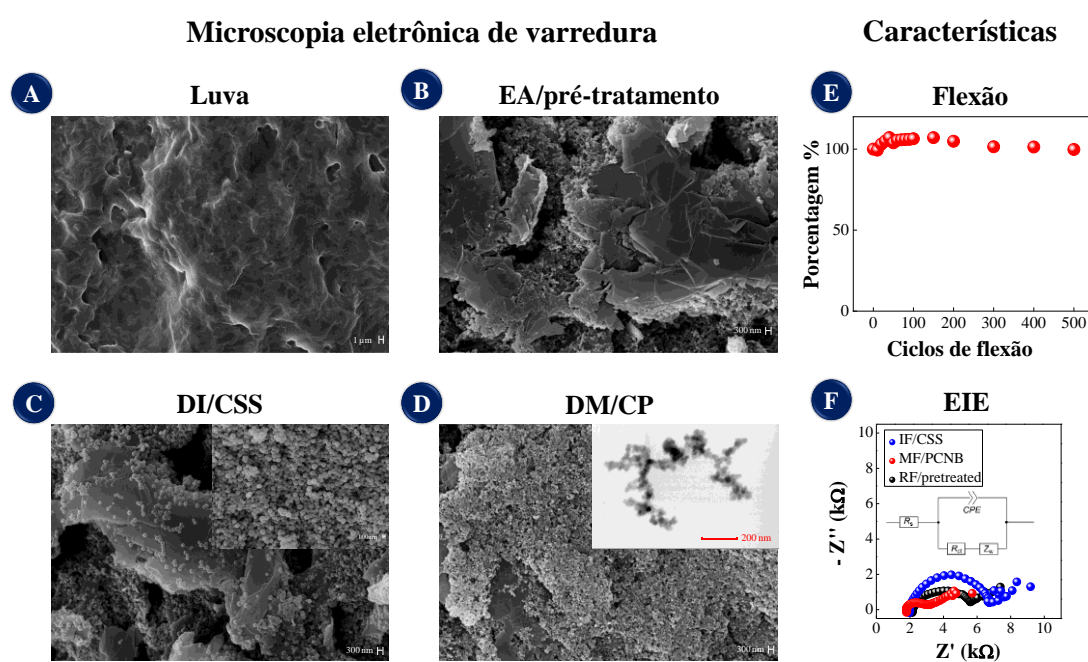 Microscopia eletrônica de varredura
Características
A
Luva
1 µm
B
EA/pré-tratamento
300 nm
E
Flexão
Porcentagem %
100
50
0
0 100 200 300 400 500
Ciclos de flexão
C
DI/CSS
100nm
300 nm
D
DM/CP
200 nm
300 nm
F
EIE
- Z'' (kΩ)
10
8
6
4
2
0
IF/CSS
MF/PCNB
RF/pretreated
CPE
Rs
Rct
Zw
0 2 4 6 8 10
Z' (kΩ)